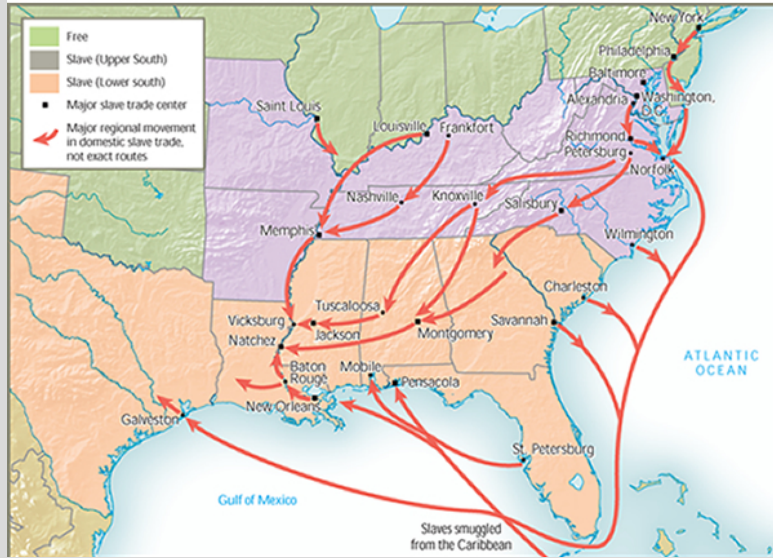 Free
Slave (Upper South)
Slave (Lower south)
Major slave trade center
Major regional movement
in domestic slave trade,
not exact routes
New York
Philadelphia
Baltimore
Alexandria
Washington,
D.C.
Saint Louis
Louisville
Frankfort
Richmond
Petersburg
Norfolk
Nashville
Knoxville
Salisbury
Memphis
Wilmington
Charleston
Tuscaloosa
Vicksburg
Jackson
Montgomery
Savannah
Natchez
ATLANTIC
OCEAN
Baton
Rouge
Mobile
Pensacola
New Orleans
Galveston
St. Petersburg
Gulf of Mexico
Slaves smuggled
from the Caribbean